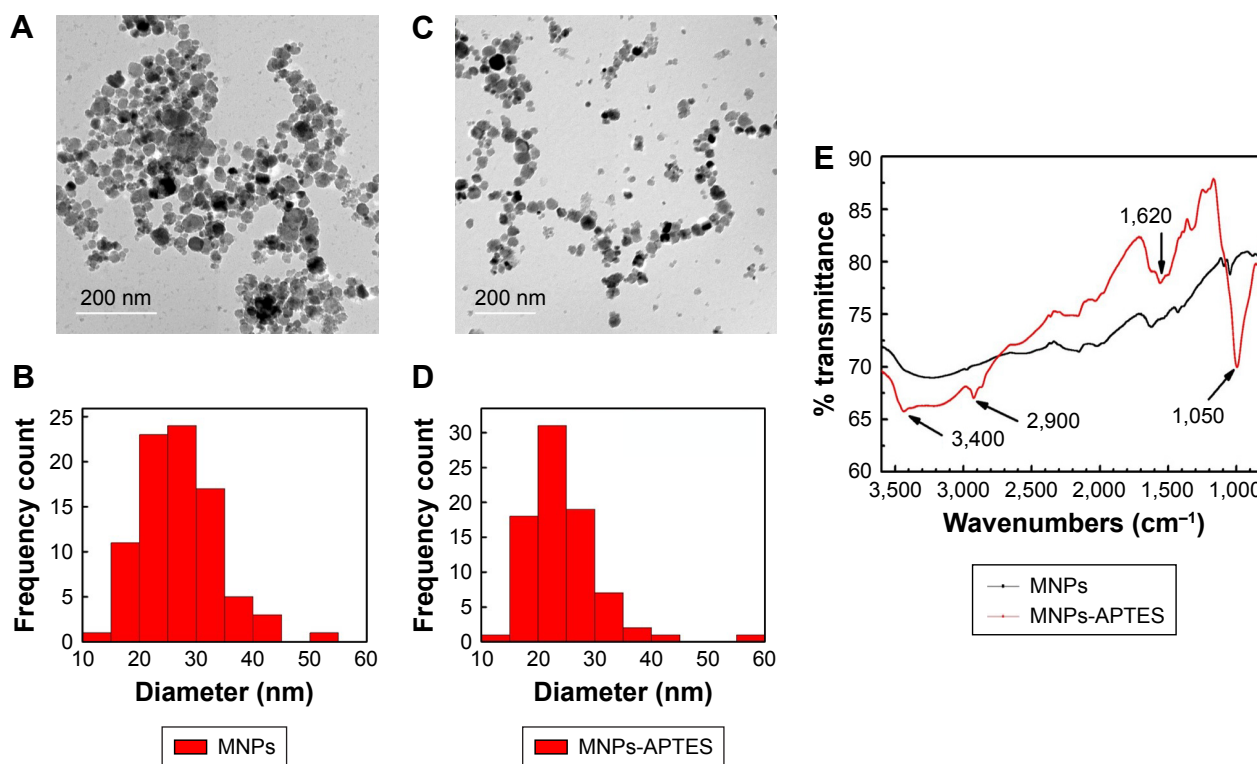 A
200 nm
B
Frequency count
25
20
15
10
5
0
10 20 30 40 50 60
Diameter (nm)
MNPs
C
200 nm
D
Frequency count
30
25
20
15
10
5
0
10 20 30 40 50 60
Diameter (nm)
MNPs-APTES
E
% transmittance
90
85
80
75
70
65
60
1,620
3,400
2,900
1,050
3,500 3,000 2,500 2,000 1,500 1,000
Wavenumbers (cm⁻¹)
MNPs
MNPs-APTES